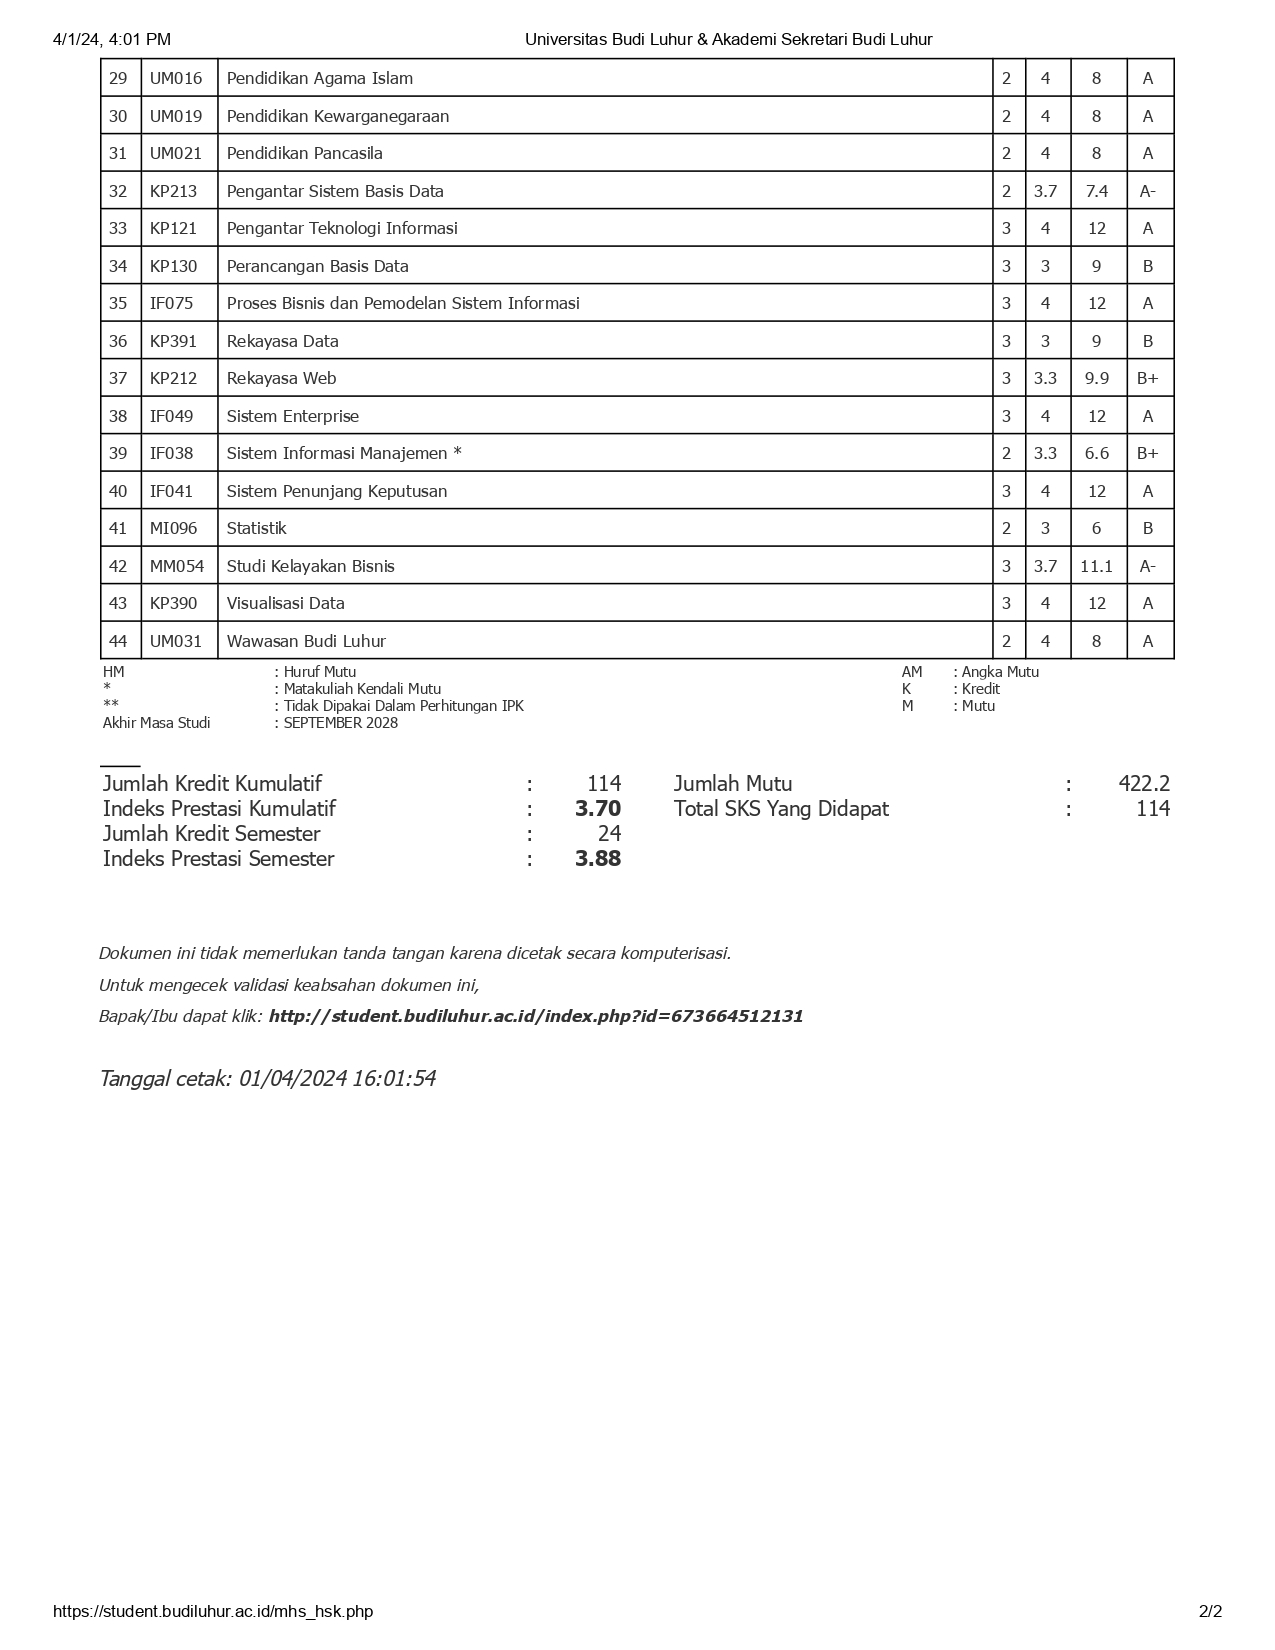 4/1/24, 4:01 PM Universitas Budi Luhur & Akademi Sekretari Budi Luhur
29 UM016 Pendidikan Agama Islam 2 4 8 A
30 UM019 Pendidikan Kewarganegaraan 2 4 8 A
31 UM021 Pendidikan Pancasila 2 4 8 A
32 KP213 Pengantar Sistem Basis Data 2 3.7 7.4 A-
33 KP121 Pengantar Teknologi Informasi 3 4 12 A
34 KP130 Perancangan Basis Data 3 3 9 B
35 IF075 Proses Bisnis dan Pemodelan Sistem Informasi 3 4 12 A
36 KP391 Rekayasa Data 3 3 9 B
37 KP212 Rekayasa Web 3 3.3 9.9 B+
38 IF049 Sistem Enterprise 3 4 12 A
39 IF038 Sistem Informasi Manajemen * 2 3.3 6.6 B+
40 IF041 Sistem Penunjang Keputusan 3 4 12 A
41 MI096 Statistik 2 3 6 B
42 MM054 Studi Kelayakan Bisnis 3 3.7 11.1 A-
43 KP390 Visualisasi Data 3 4 12 A
44 UM031 Wawasan Budi Luhur 2 4 8 A
HM : Huruf Mutu AM : Angka Mutu
* : Matakuliah Kendali Mutu K : Kredit
** : Tidak Dipakai Dalam Perhitungan IPK M : Mutu
Akhir Masa Studi : SEPTEMBER 2028
Jumlah Kredit Kumulatif : 114 Jumlah Mutu : 422.2
Indeks Prestasi Kumulatif : 3.70 Total SKS Yang Didapat : 114
Jumlah Kredit Semester : 24
Indeks Prestasi Semester : 3.88
Dokumen ini tidak memerlukan tanda tangan karena dicetak secara komputerisasi.
Untuk mengecek validasi keabsahan dokumen ini,
Bapak/Ibu dapat klik: http://student.budiluhur.ac.id/index.php?id=673664512131
Tanggal cetak: 01/04/2024 16:01:54
https://student.budiluhur.ac.id/mhs_hsk.php 2/2